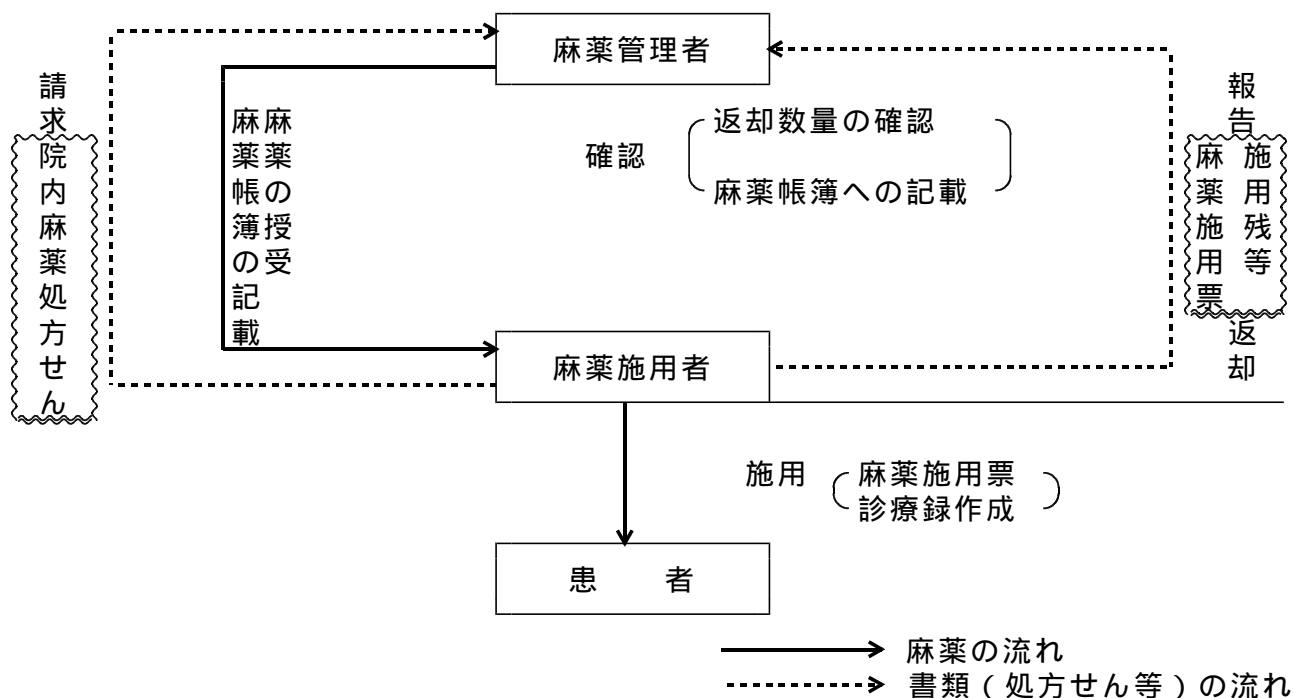 麻薬管理者
請求
院内麻薬処方せん
麻薬の授受
麻薬帳簿の記載
確認
返却数量の確認
麻薬帳簿への記載
報告
施用残等
麻薬施用票
返却
麻薬施用者
施用
麻薬施用票
診療録作成
患　者
麻薬の流れ
書類（処方せん等）の流れ